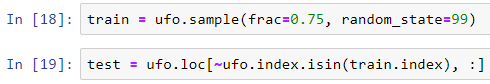 In [18]: train = ufo.sample(frac=0.75, random_state=99)
In [19]: test = ufo.loc[~ufo.index.isin(train.index), :]